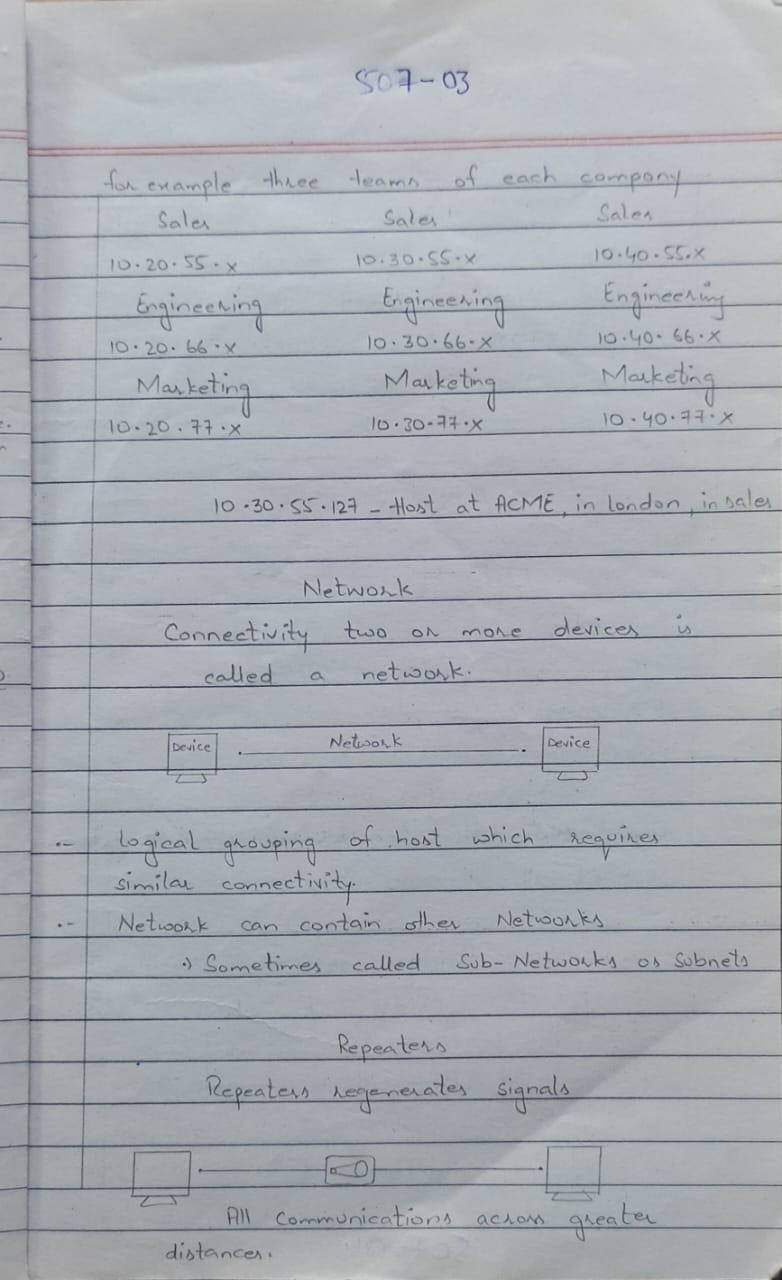 S07-03
for example three teams of each company
Sales Sales Sales
10.20.55.x 10.30.55.x 10.40.55.x
Engineering Engineering Engineering
10.20.66.x 10.30.66.x 10.40.66.x
Marketing Marketing Marketing
10.20.77.x 10.30.77.x 10.40.77.x
10.30.55.127 - Host at ACME, in london, in sales
Network
Connectivity two or more devices is
called a network.
Device Network Device
.- logical grouping of host which requires
similar connectivity.
.- Network can contain other Networks
.) Sometimes called Sub-Networks or Subnets
Repeaters
Repeaters regenerates signals
All communications across greater
distances.